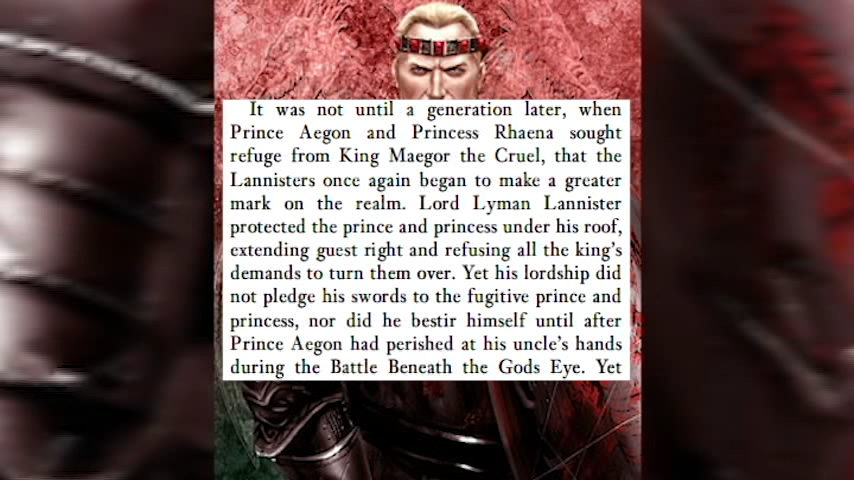 It was not until a generation later, when
Prince Aegon and Princess Rhaena sought
refuge from King Maegor the Cruel, that the
Lannisters once again began to make a greater
mark on the realm. Lord Lyman Lannister
protected the prince and princess under his roof,
extending guest right and refusing all the king's
demands to turn them over. Yet his lordship did
not pledge his swords to the fugitive prince and
princess, nor did he bestir himself until after
Prince Aegon had perished at his uncle's hands
during the Battle Beneath the Gods Eye. Yet